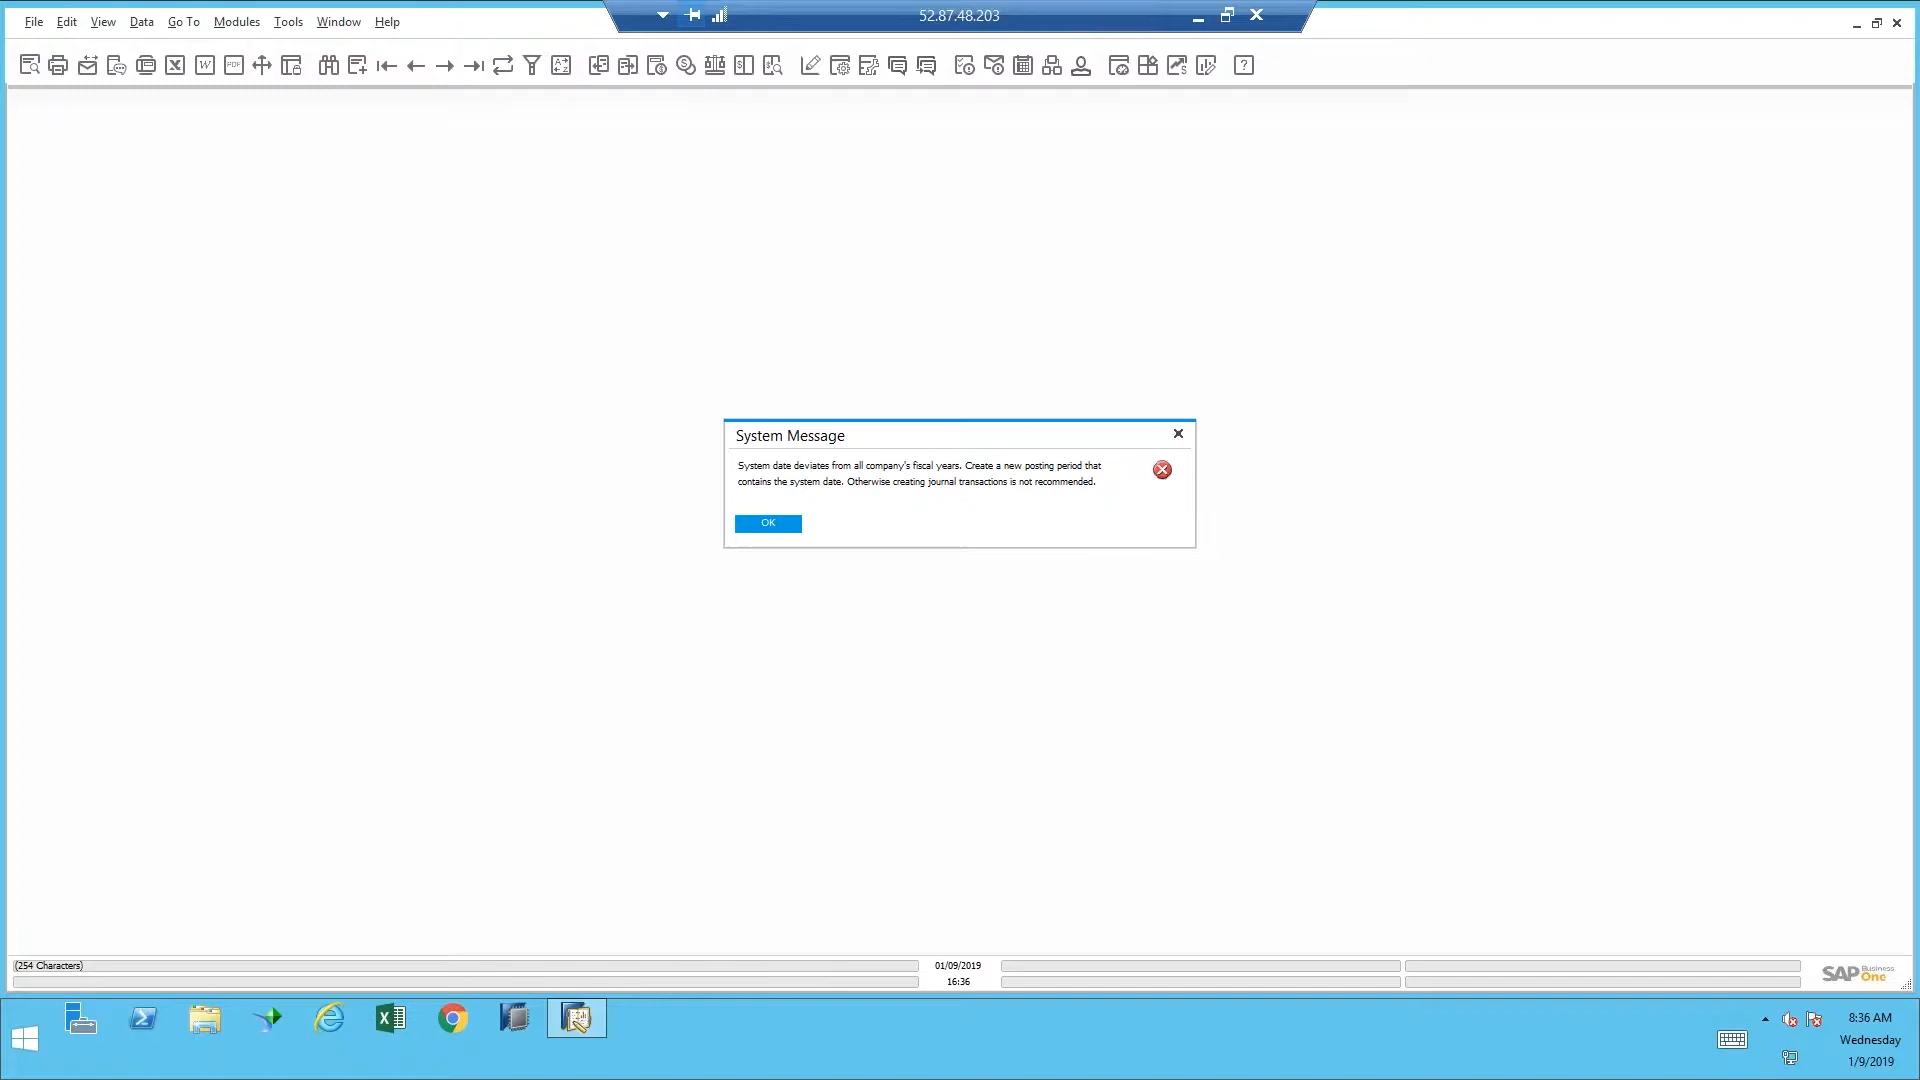 52.87.48.203
File Edit View Data Go To Modules Tools Window Help
System Message
System date deviates from all company's fiscal years. Create a new posting period that
contains the system date. Otherwise creating journal transactions is not recommended.
OK
(254 Characters)
01/09/2019
16:36
SAP Business One
8:36 AM
Wednesday
1/9/2019